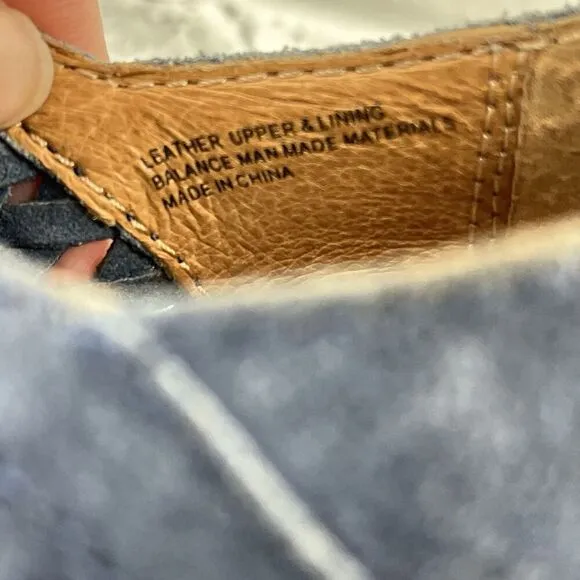 LEATHER UPPER & LINING
BALANCE MAN MADE MATERIALS
MADE IN CHINA